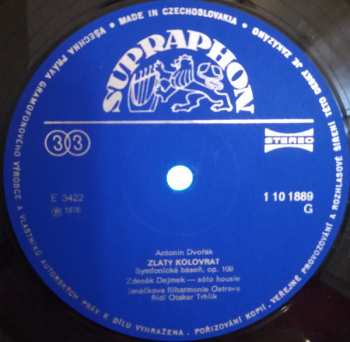 VŠECHNA PRÁVA GRAMOFONOVÉHO VÝROBCE A VLASTNÍKŮ AUTORSKÝCH PRÁV K DÍLU VYHRAZENA. POŘIZOVÁNÍ KOPIÍ, VEŘEJNÉ PROVOZOVÁNÍ A ROZHLASOVÉ ŠÍŘENÍ TÉTO DESKY JE ZAKÁZÁNO
MADE IN CZECHOSLOVAKIA
SUPRAPHON
33
STEREO
E 3422
1 10 1889
G
Antonín Dvořák
ZLATÝ KOLOVRAT
Symfonická báseň, op. 109
Zdeněk Dejmek — sólo housle
Janáčkova filharmonie Ostrava
Řídí Otakar Trhlík